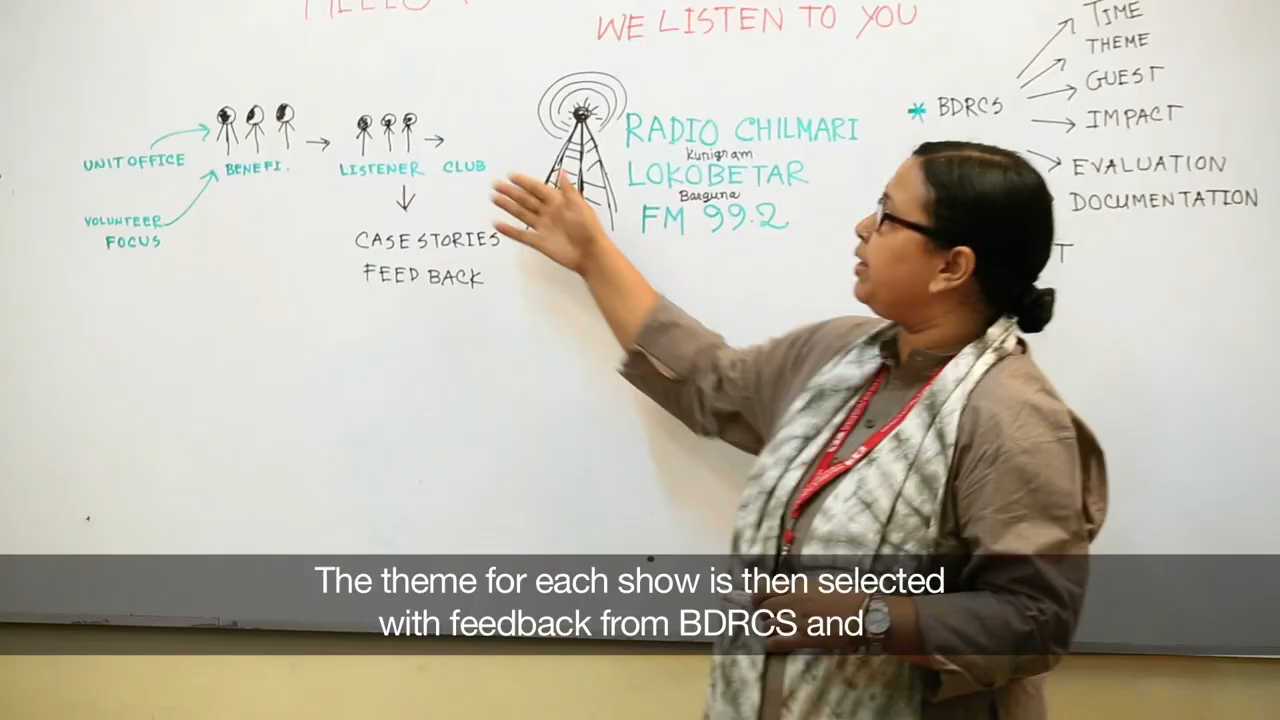 HELLO
WE LISTEN TO YOU
UNIT OFFICE
VOLUNTEER
FOCUS
BENEFI.
LISTENER CLUB
CASE STORIES
FEED BACK
RADIO CHILMARI
Kurigram
LOKOBETAR
Barguna
FM 99.2
* BDRCS
TIME
THEME
GUEST
IMPACT
EVALUATION
DOCUMENTATION
T
The theme for each show is then selected
with feedback from BDRCS and